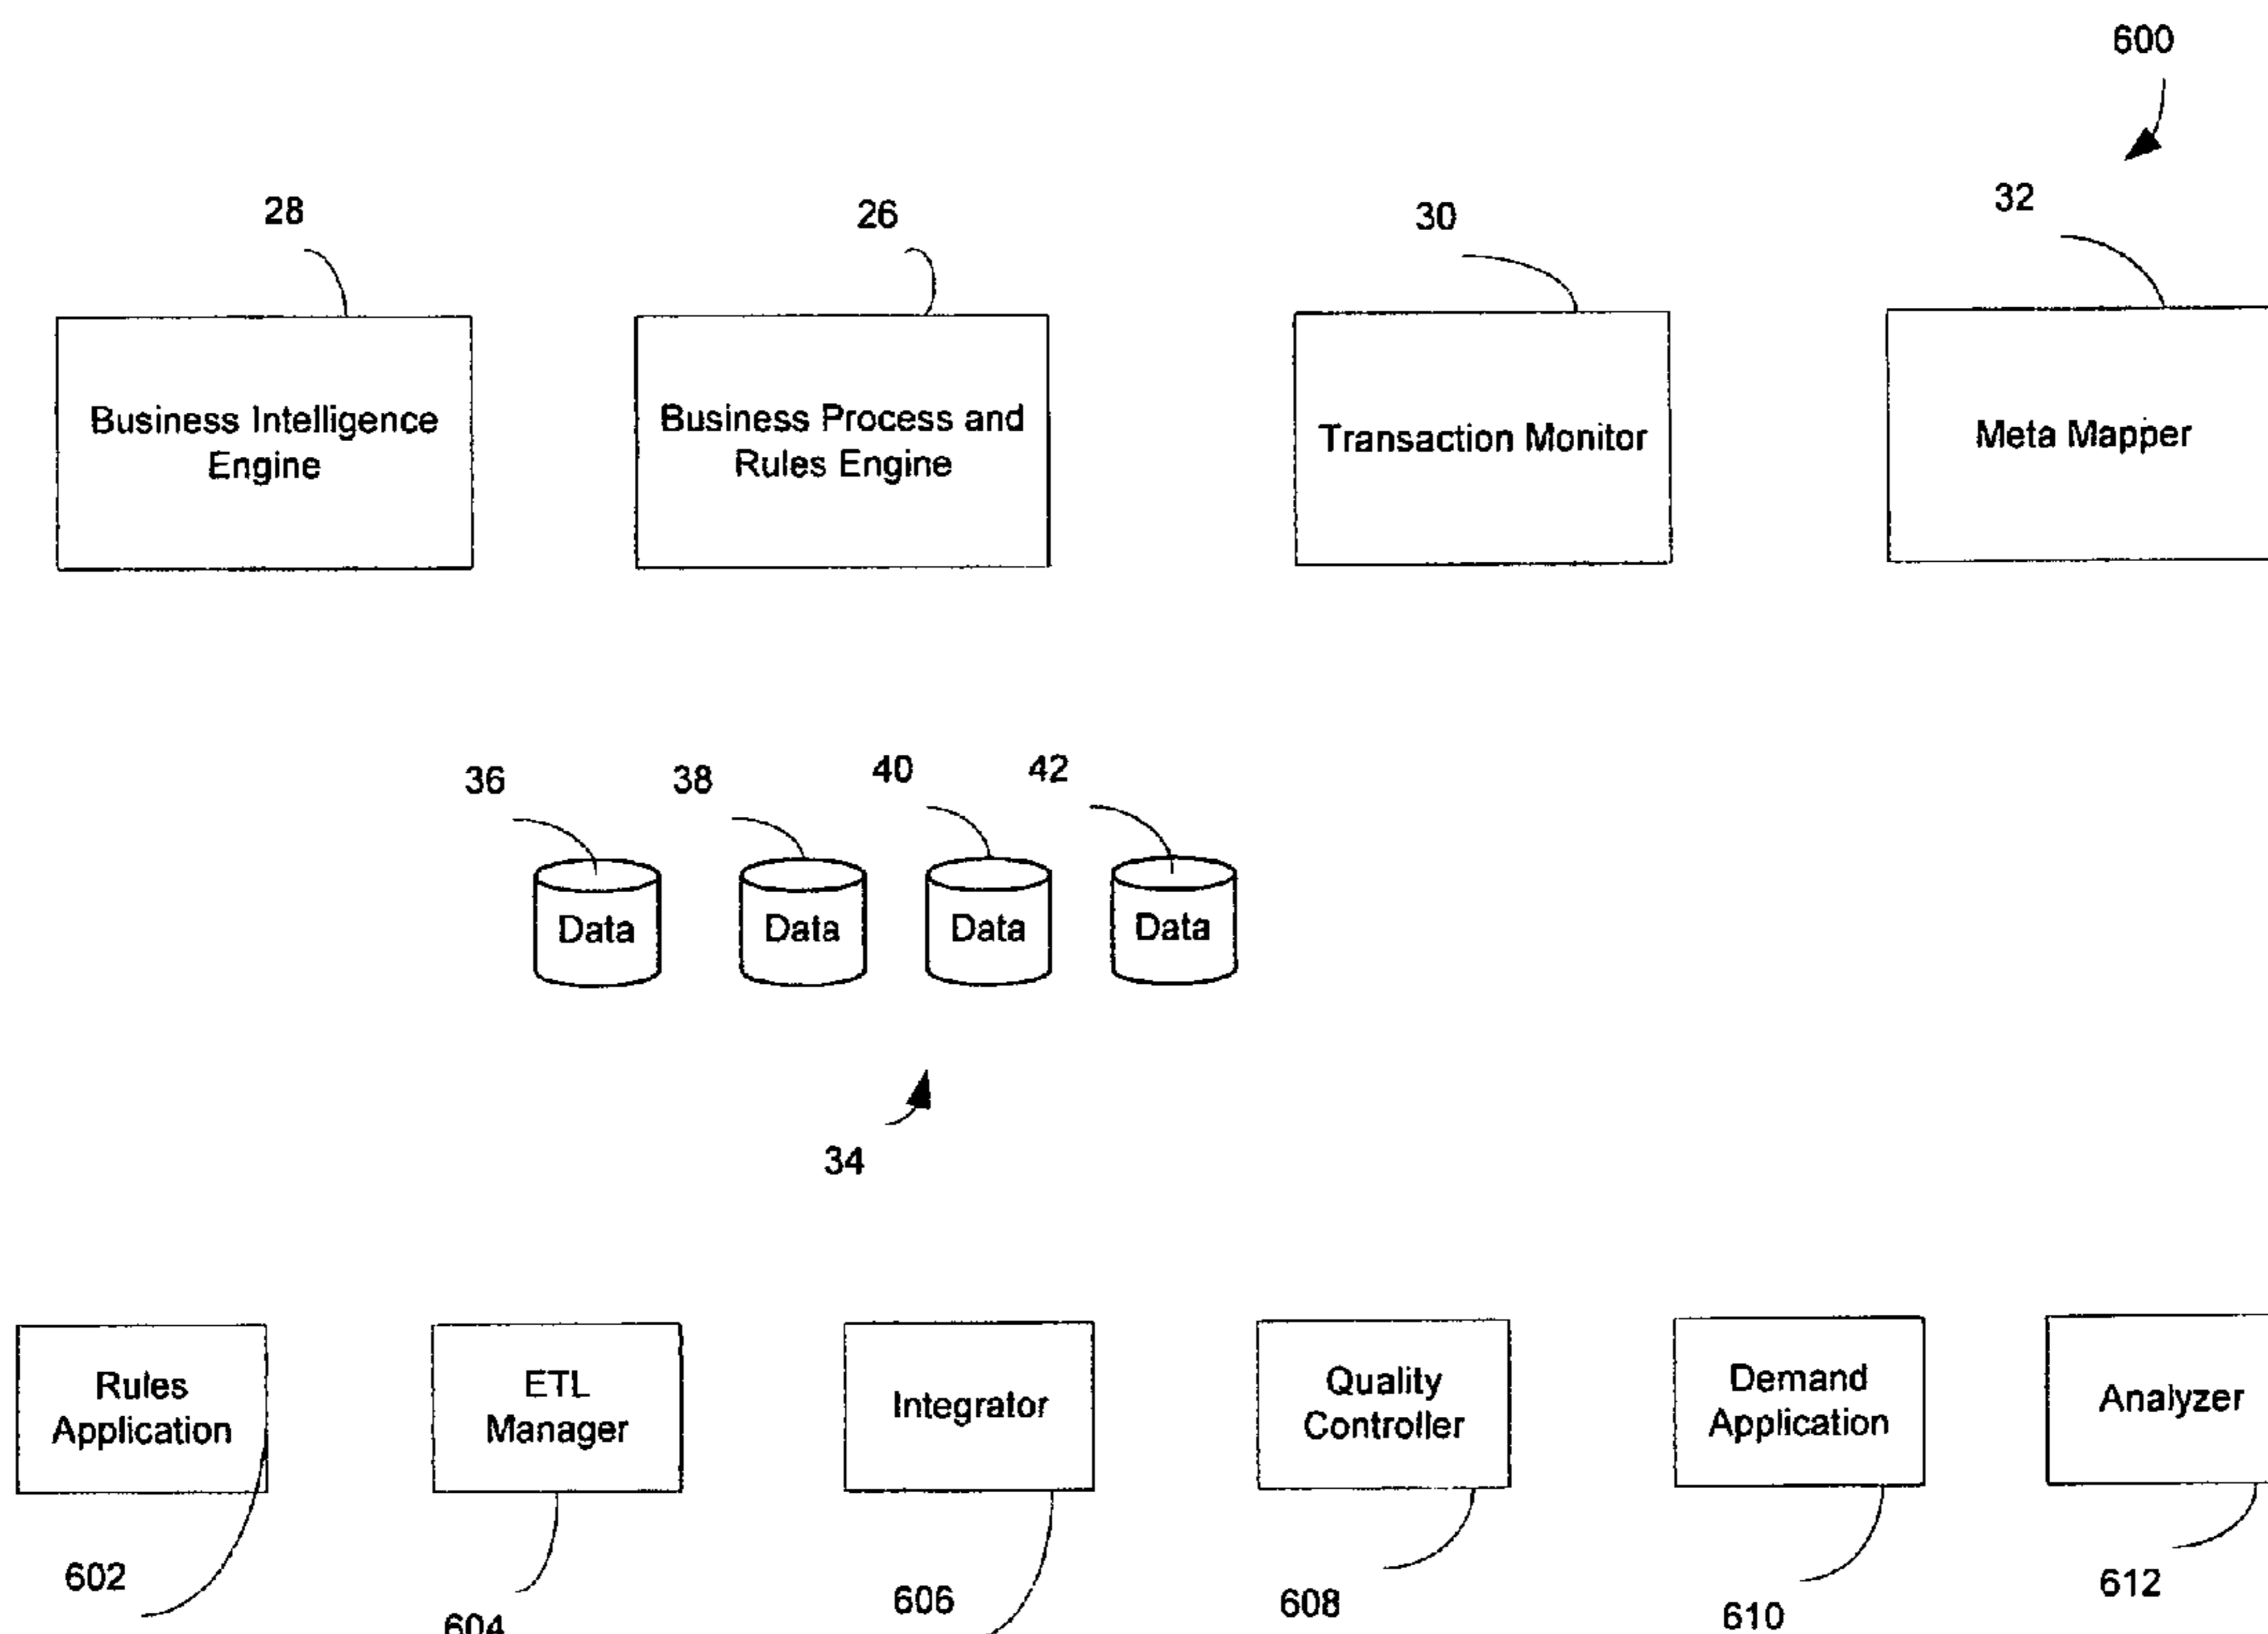 600
28
26
30
32
Business Intelligence
Engine
Business Process and
Rules Engine
Transaction Monitor
Meta Mapper
36
38
40
42
Data
Data
Data
Data
34
Rules
Application
ETL
Manager
Integrator
Quality
Controller
Demand
Application
Analyzer
602
604
606
608
610
612